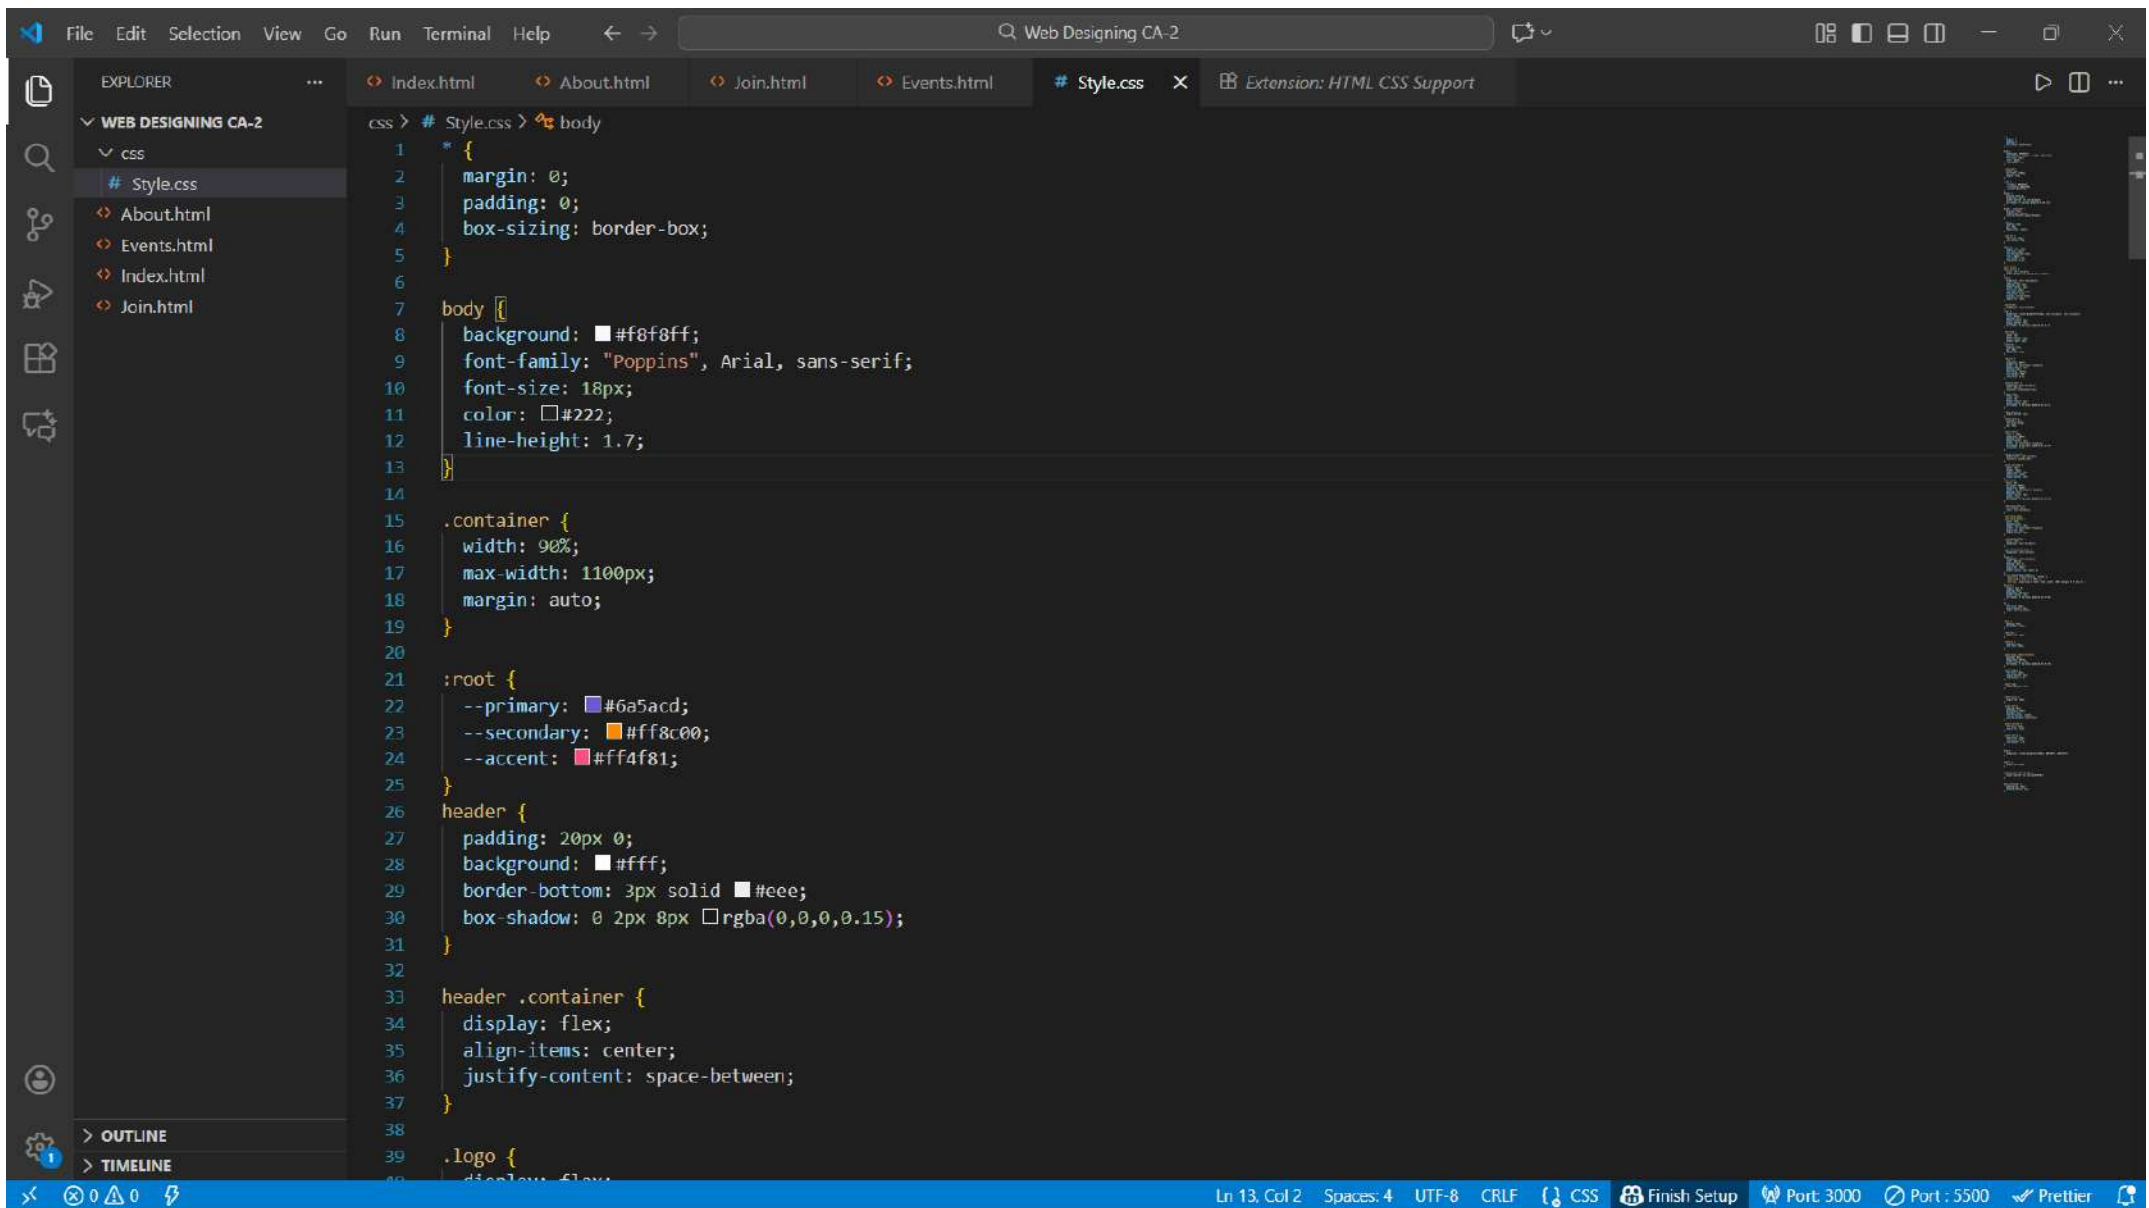 File Edit Selection View Go Run Terminal Help
Web Designing CA-2
EXPLORER
Index.html About.html Join.html Events.html # Style.css Extension: HTML CSS Support
WEB DESIGNING CA-2
css
# Style.css
About.html
Events.html
Index.html
Join.html
OUTLINE
TIMELINE
css > # Style.css > body
1 * {
2 margin: 0;
3 padding: 0;
4 box-sizing: border-box;
5 }
6
7 body {
8 background: #f8f8ff;
9 font-family: "Poppins", Arial, sans-serif;
10 font-size: 18px;
11 color: #222;
12 line-height: 1.7;
13 }
14
15 .container {
16 width: 90%;
17 max-width: 1100px;
18 margin: auto;
19 }
20
21 :root {
22 --primary: #6a5acd;
23 --secondary: #ff8c00;
24 --accent: #ff4f81;
25 }
26 header {
27 padding: 20px 0;
28 background: #fff;
29 border-bottom: 3px solid #eee;
30 box-shadow: 0 2px 8px rgba(0,0,0,0.15);
31 }
32
33 header .container {
34 display: flex;
35 align-items: center;
36 justify-content: space-between;
37 }
38
39 .logo {
40 display: flex;
1
0 0
Ln 13, Col 2 Spaces: 4 UTF-8 CRLF {} CSS Finish Setup Port: 3000 Port : 5500 Prettier